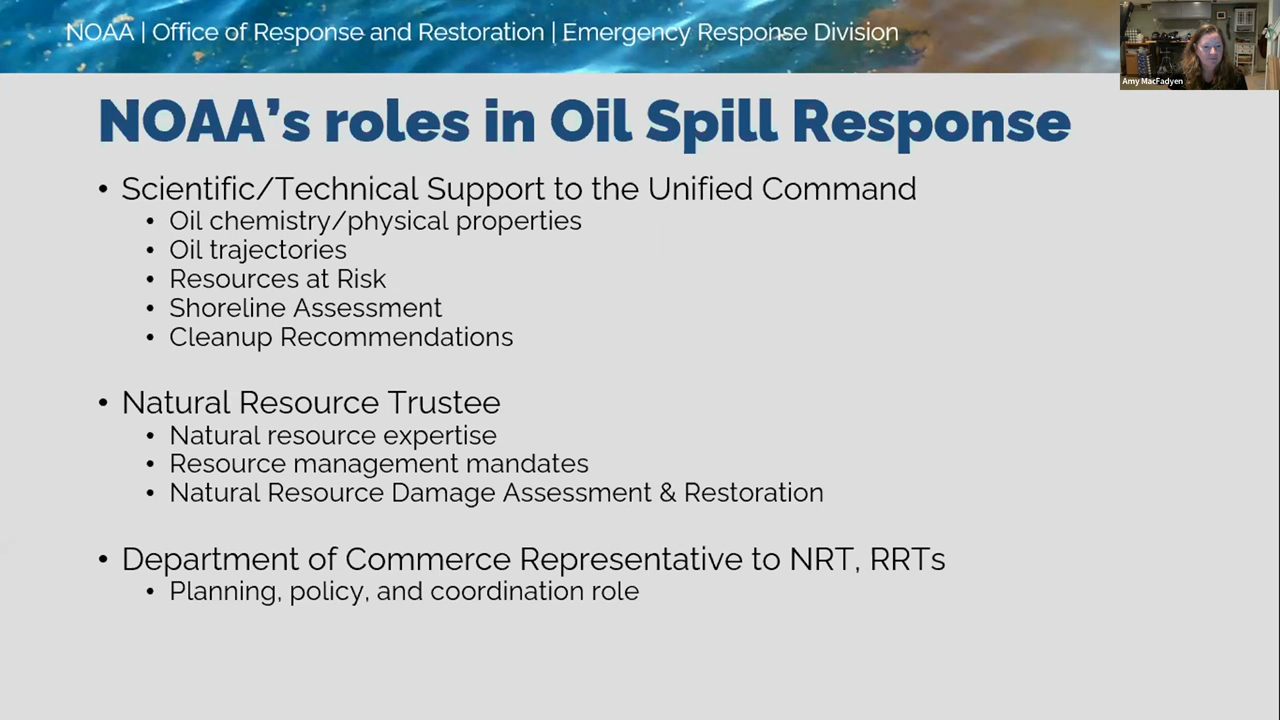 NOAA | Office of Response and Restoration | Emergency Response Division
Amy MacFadyen
NOAA's roles in Oil Spill Response
• Scientific/Technical Support to the Unified Command
• Oil chemistry/physical properties
• Oil trajectories
• Resources at Risk
• Shoreline Assessment
• Cleanup Recommendations
• Natural Resource Trustee
• Natural resource expertise
• Resource management mandates
• Natural Resource Damage Assessment & Restoration
• Department of Commerce Representative to NRT, RRTs
• Planning, policy, and coordination role